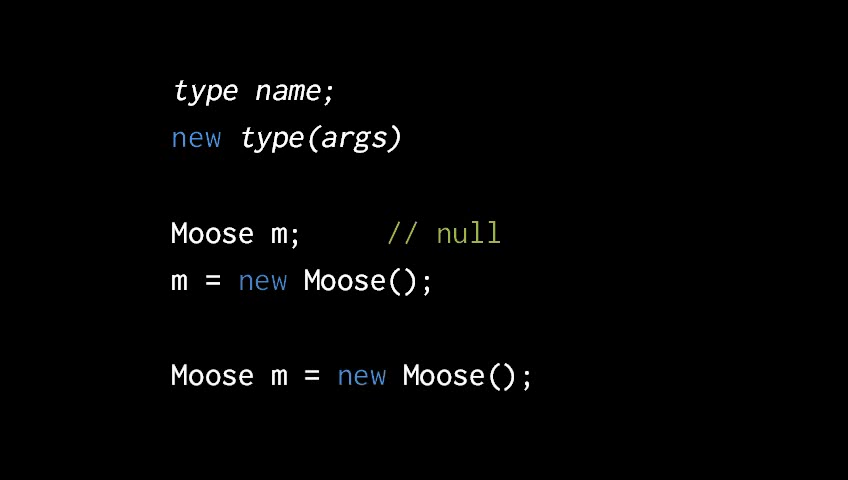 type name;
new type(args)
Moose m;     // null
m = new Moose();
Moose m = new Moose();